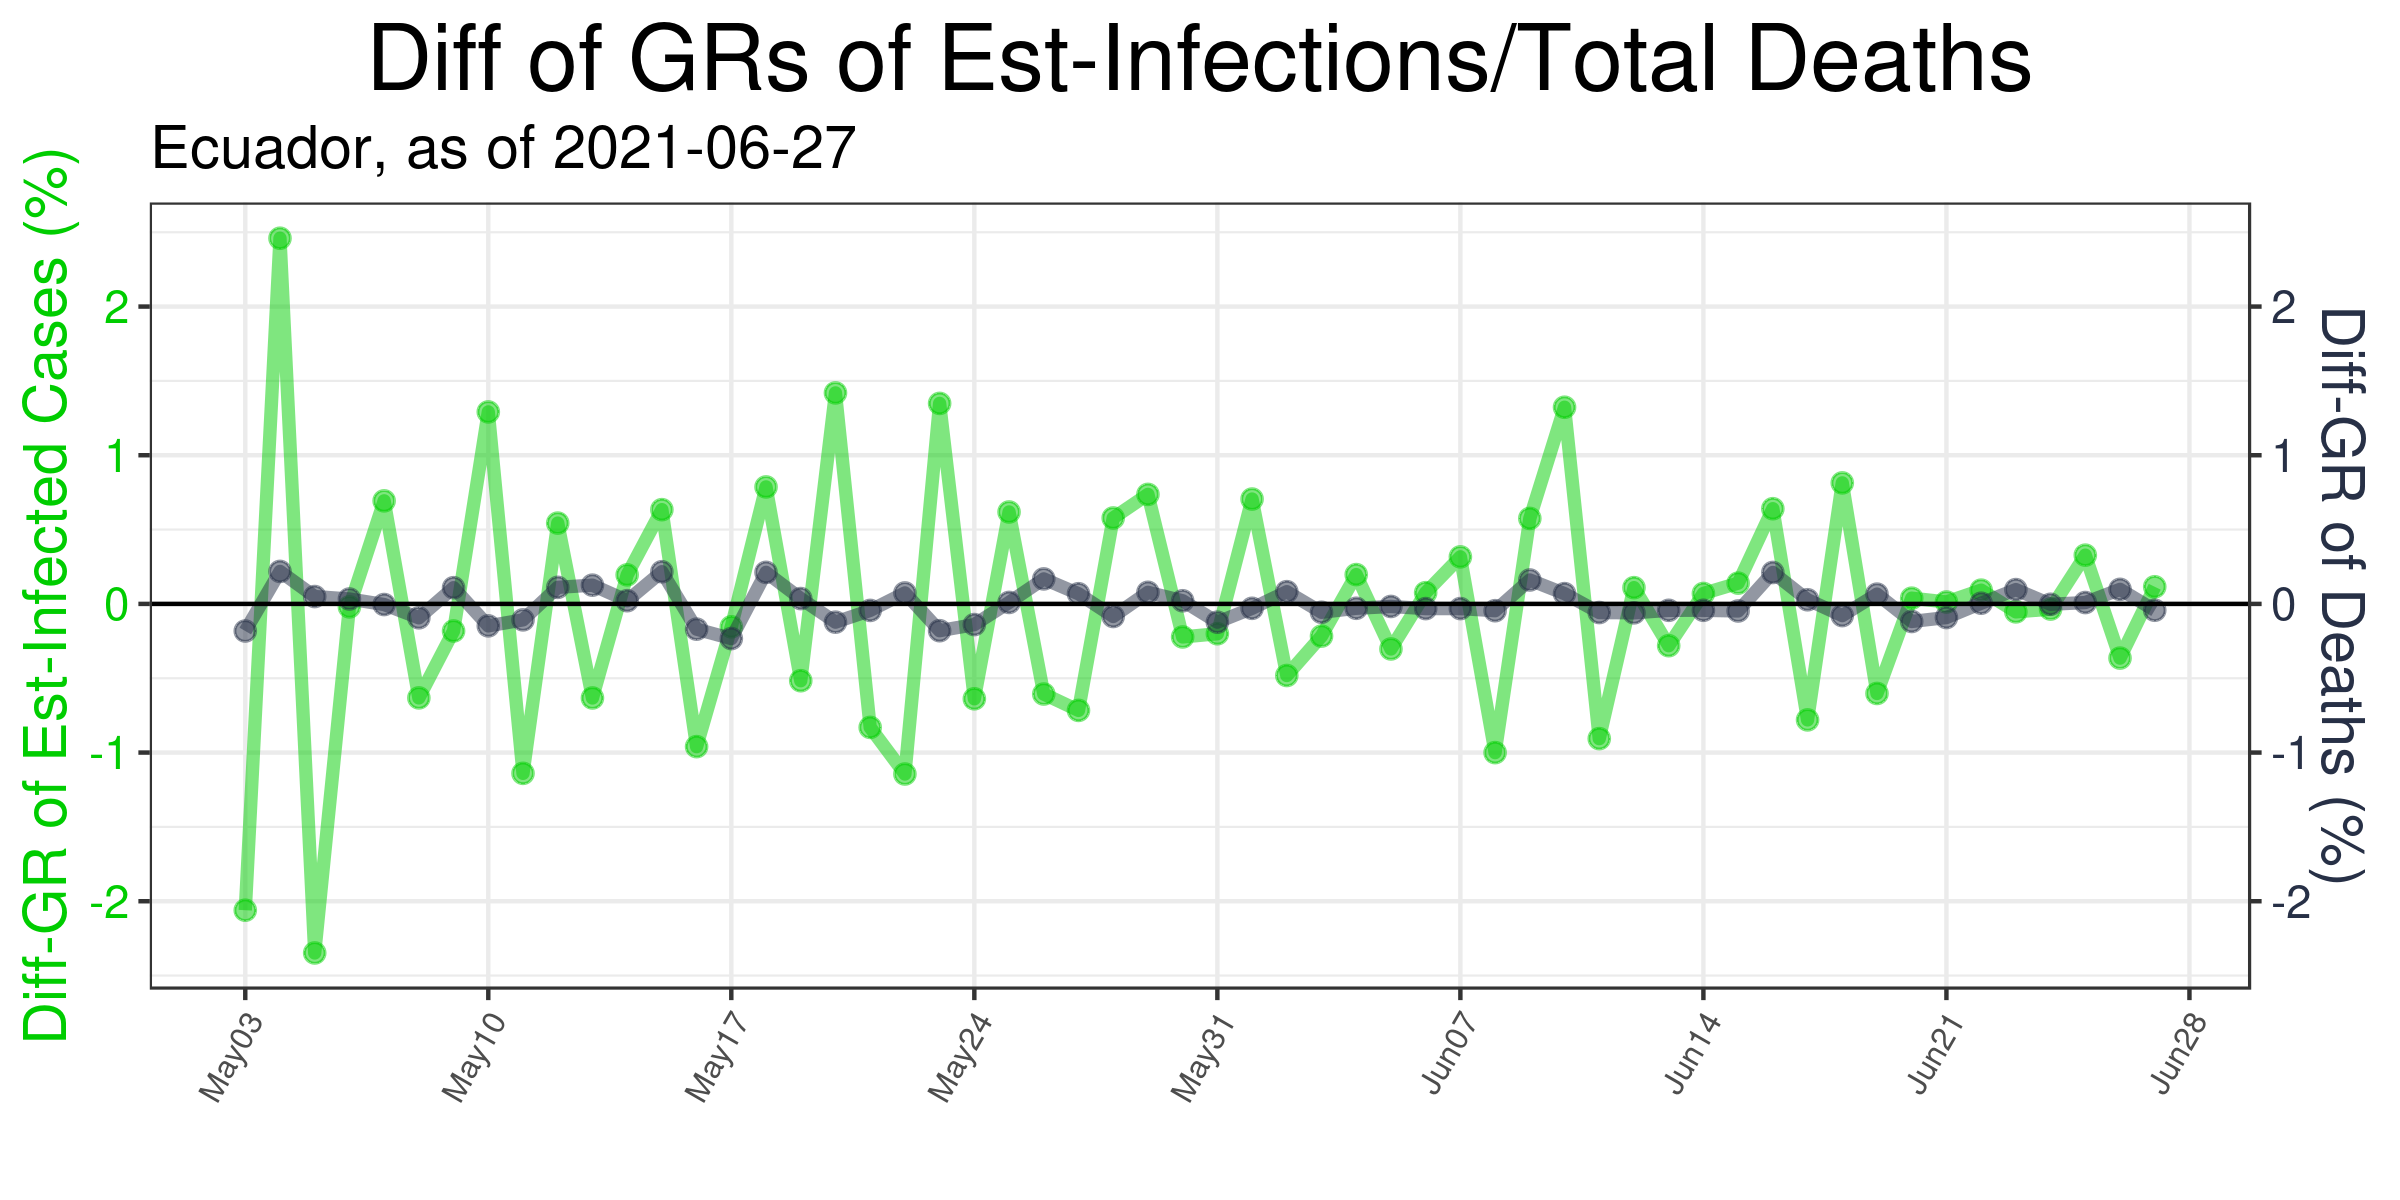 Diff of GRs of Est-Infections/Total Deaths
Ecuador, as of 2021-06-27
Diff-GR of Est-Infected Cases (%)
2
1
0
-1
-2
2
1
0
-1
-2
Diff-GR of Deaths (%)
May03
May10
May17
May24
May31
Jun07
Jun14
Jun21
Jun28